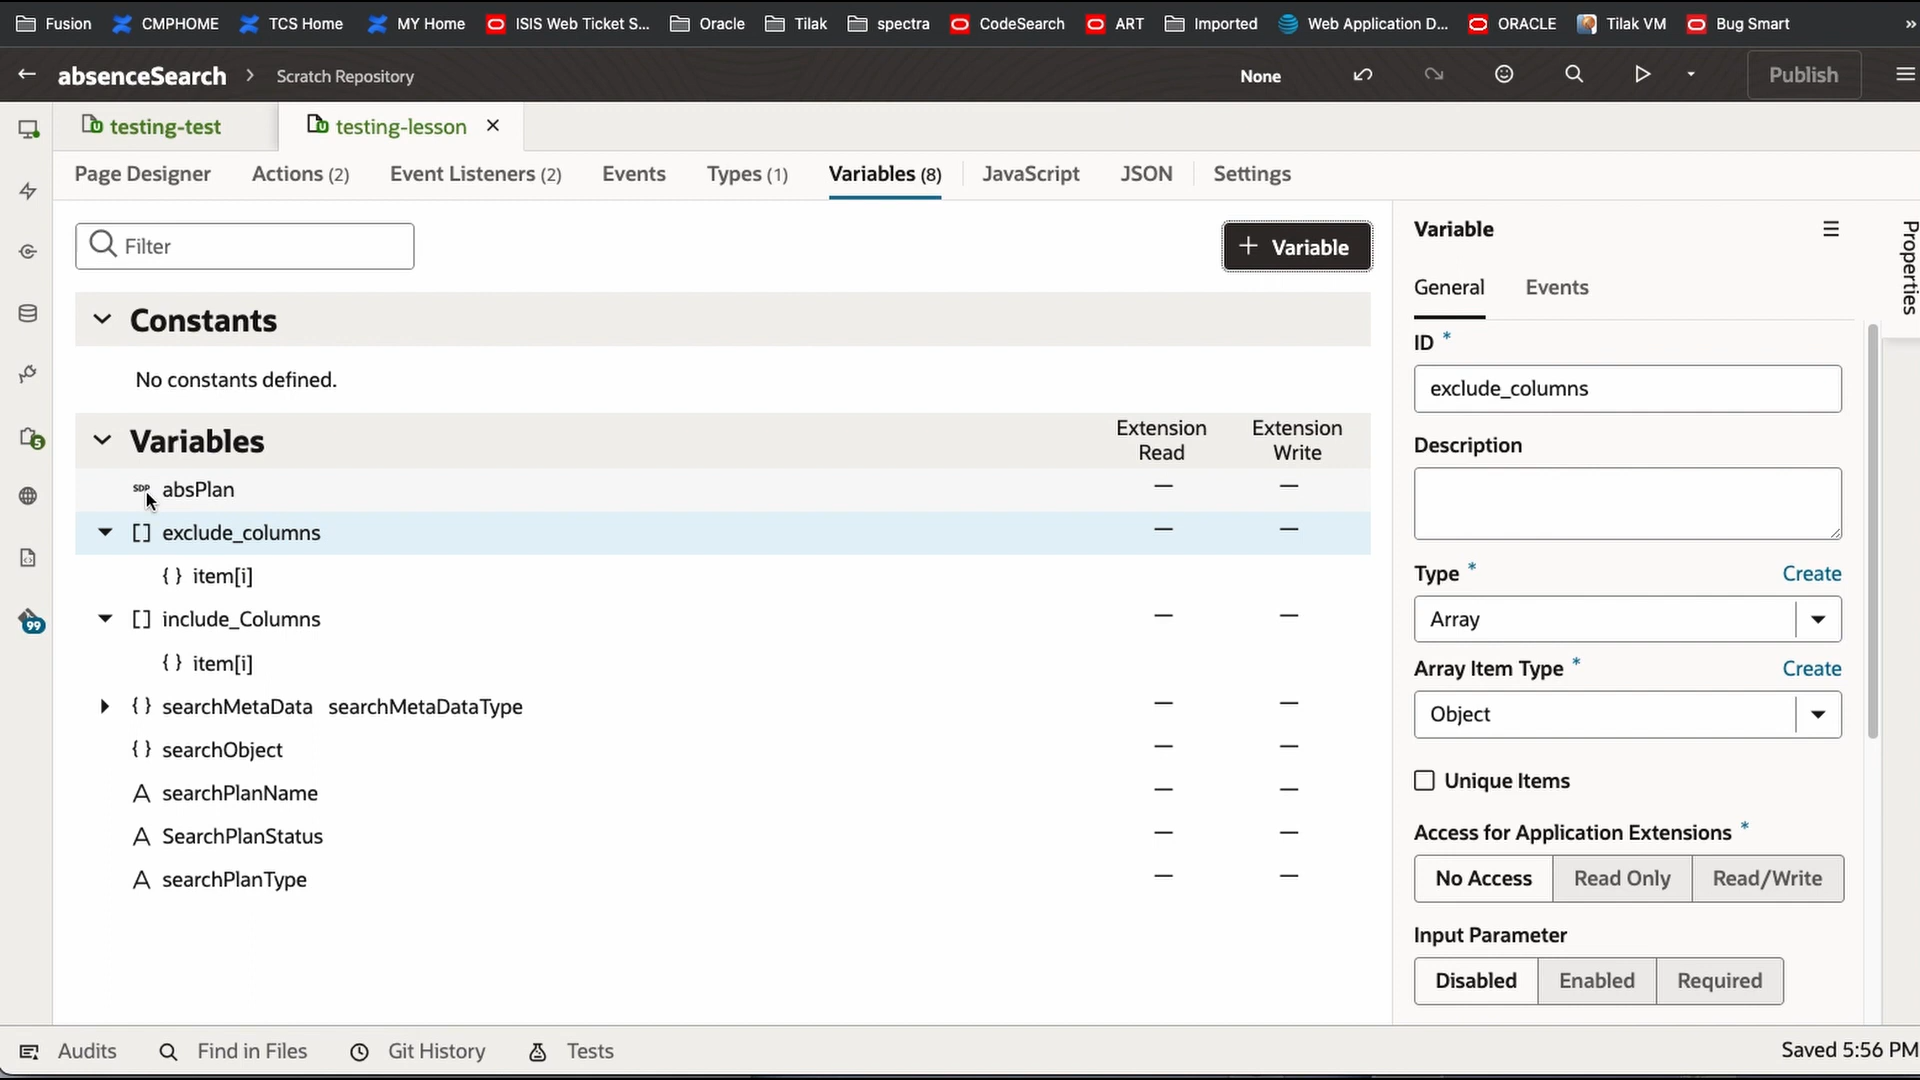 Fusion CMPHOME TCS Home MY Home ISIS Web Ticket S... Oracle Tilak spectra CodeSearch ART Imported Web Application D... ORACLE Tilak VM Bug Smart »
absenceSearch Scratch Repository None Publish
testing-test testing-lesson
Page Designer Actions (2) Event Listeners (2) Events Types (1) Variables (8) JavaScript JSON Settings
Filter
+ Variable
Constants
No constants defined.
Variables Extension Read Extension Write
SDP absPlan — —
[] exclude_columns — —
{ } item[i]
[] include_Columns — —
{ } item[i]
{ } searchMetaData searchMetaDataType — —
{ } searchObject — —
A searchPlanName — —
A SearchPlanStatus — —
A searchPlanType — —
Variable
Properties
General Events
ID *
exclude_columns
Description
Type * Create
Array
Array Item Type * Create
Object
Unique Items
Access for Application Extensions *
No Access Read Only Read/Write
Input Parameter
Disabled Enabled Required
5
99
Audits Find in Files Git History Tests Saved 5:56 PM